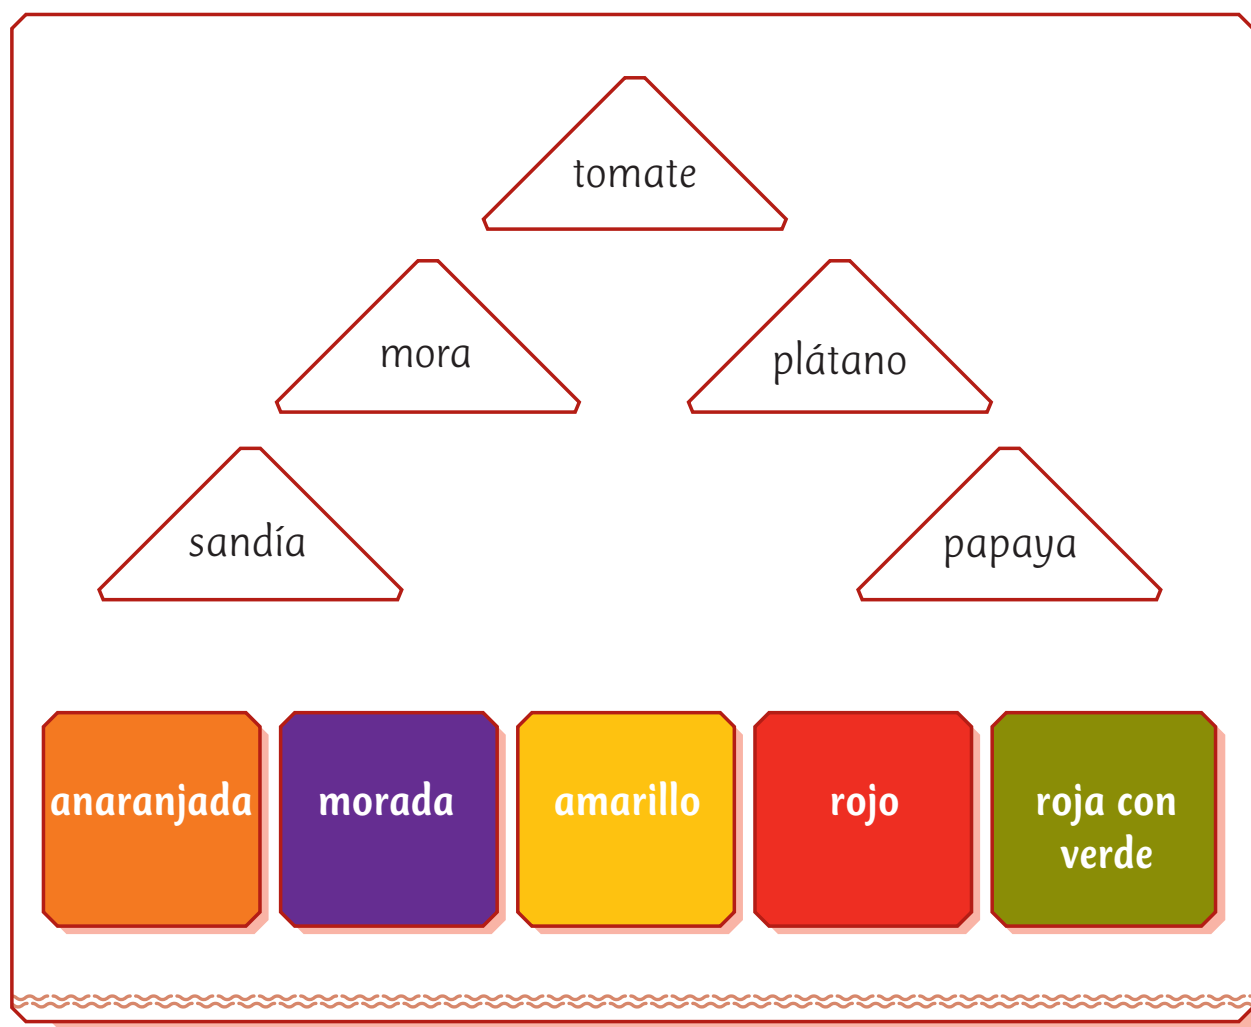 tomate
mora
plátano
sandía
papaya
anaranjada
morada
amarillo
rojo
roja con
verde